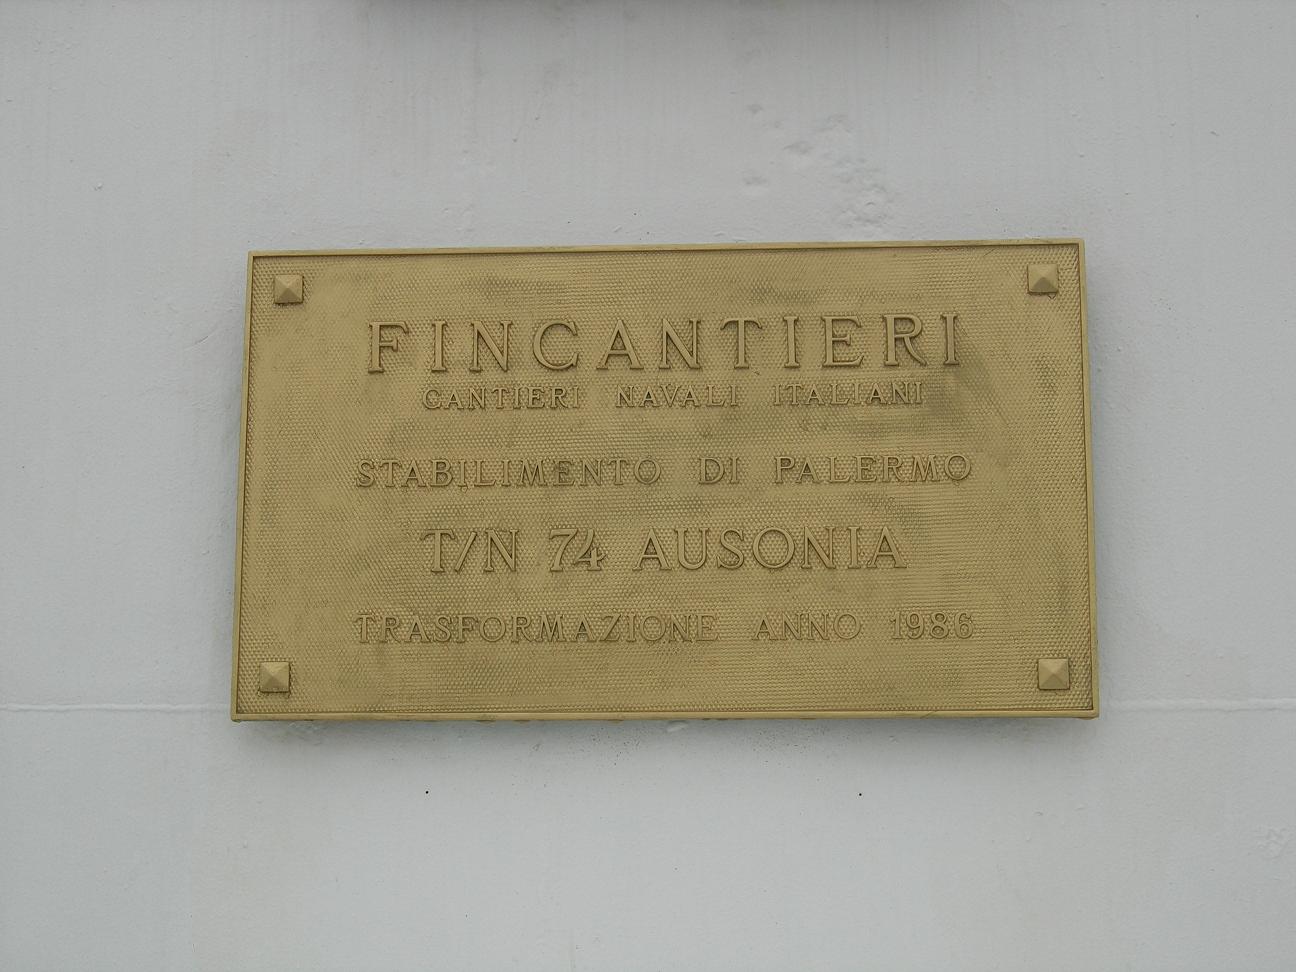 FINCANTIERI
CANTIERI NAVALI ITALIANI
STABILIMENTO DI PALERMO
T/N 74 AUSONIA
TRASFORMAZIONE ANNO 1986